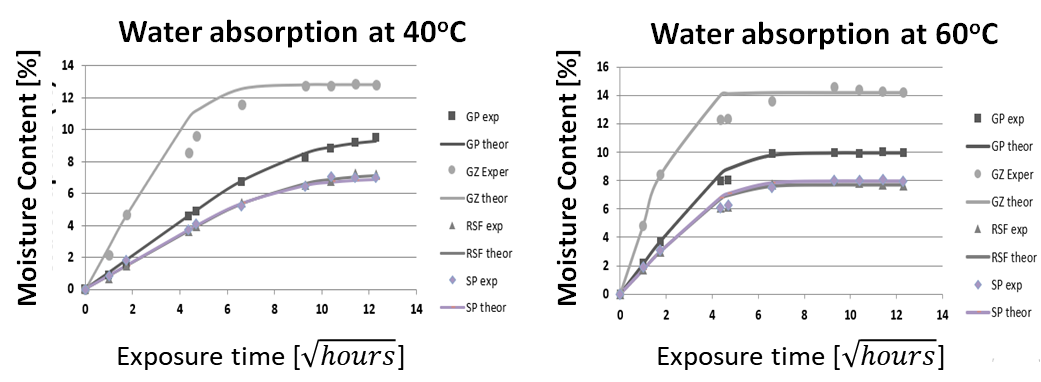 Water absorption at 40ºC
Moisture Content [%]
14
12
10
8
6
4
2
0
0 2 4 6 8 10 12 14
Exposure time [√hours]
GP exp
GP theor
GZ Exper
GZ theor
RSF exp
RSF theor
SP exp
SP theor
Water absorption at 60ºC
Moisture Content [%]
16
14
12
10
8
6
4
2
0
0 2 4 6 8 10 12 14
Exposure time [√hours]
GP exp
GP theor
GZ Exper
GZ theor
RSF exp
RSF theor
SP exp
SP theor